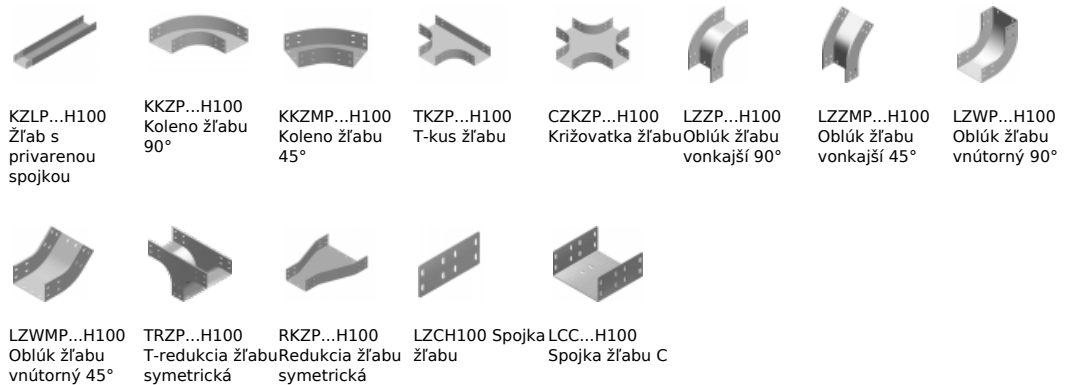 KZLP...H100
Žľab s
privarenou
spojkou
KKZP...H100
Koleno žľabu
90°
KKZMP...H100
Koleno žľabu
45°
TKZP...H100
T-kus žľabu
CZKZP...H100
Križovatka žľabu
LZZP...H100
Oblúk žľabu
vonkajší 90°
LZZMP...H100
Oblúk žľabu
vonkajší 45°
LZWP...H100
Oblúk žľabu
vnútorný 90°
LZWMP...H100
Oblúk žľabu
vnútorný 45°
TRZP...H100
T-redukcia žľabu
symetrická
RKZP...H100
Redukcia žľabu
symetrická
LZCH100 Spojka
žľabu
LCC...H100
Spojka žľabu C